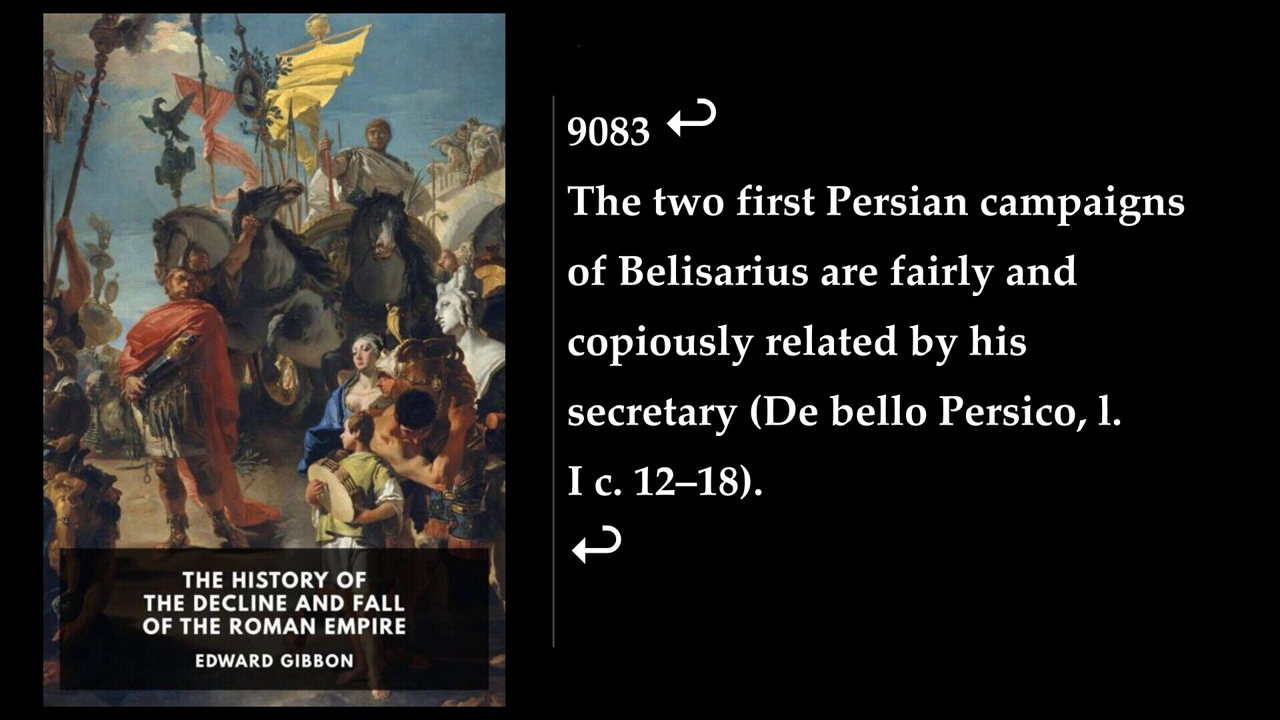 THE HISTORY OF
THE DECLINE AND FALL
OF THE ROMAN EMPIRE
EDWARD GIBBON
9083 ↩
The two first Persian campaigns
of Belisarius are fairly and
copiously related by his
secretary (De bello Persico, l.
I c. 12–18).
↩